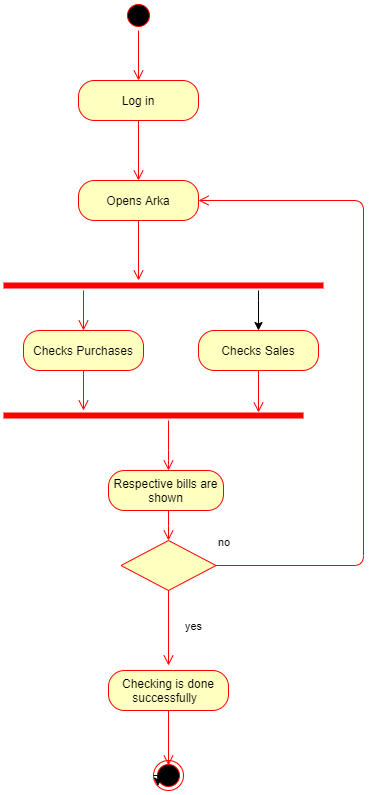 Log in
Opens Arka
Checks Purchases
Checks Sales
Respective bills are
shown
no
yes
Checking is done
successfully